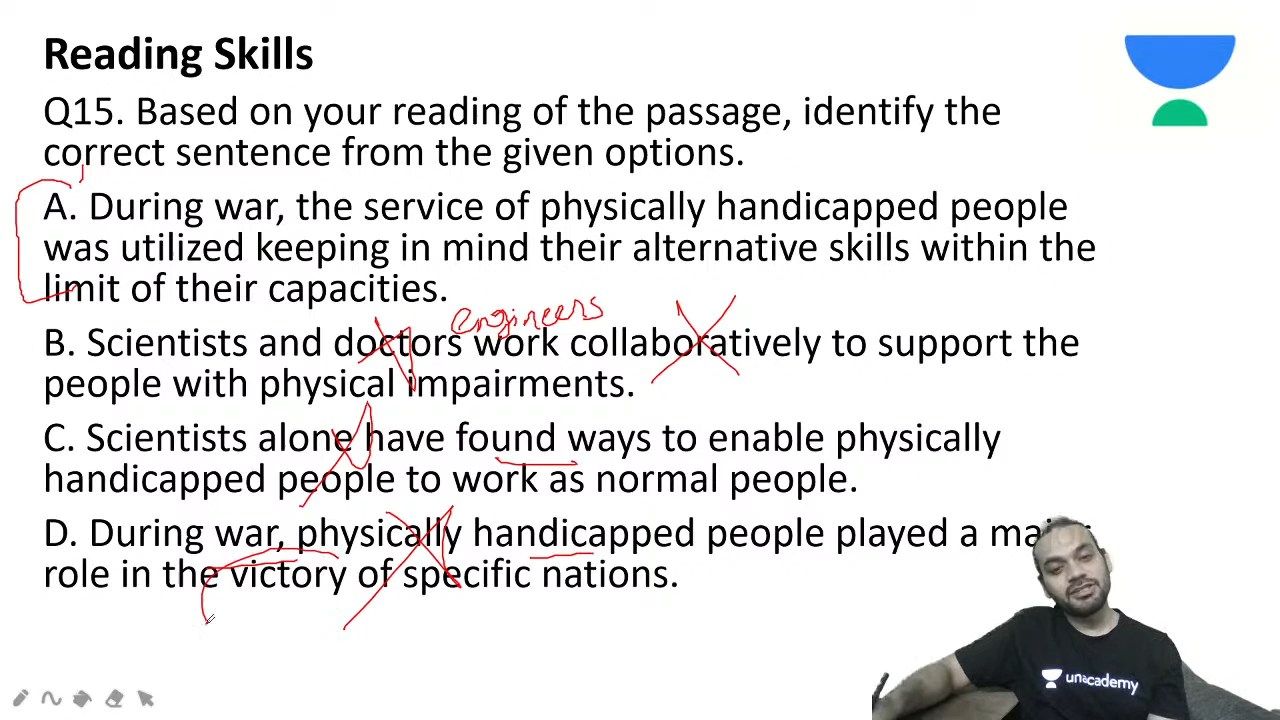 Reading Skills
Q15. Based on your reading of the passage, identify the
correct sentence from the given options.
A. During war, the service of physically handicapped people
was utilized keeping in mind their alternative skills within the
limit of their capacities.
engineers
B. Scientists and doctors work collaboratively to support the
people with physical impairments.
C. Scientists alone have found ways to enable physically
handicapped people to work as normal people.
D. During war, physically handicapped people played a major
role in the victory of specific nations.
unacademy